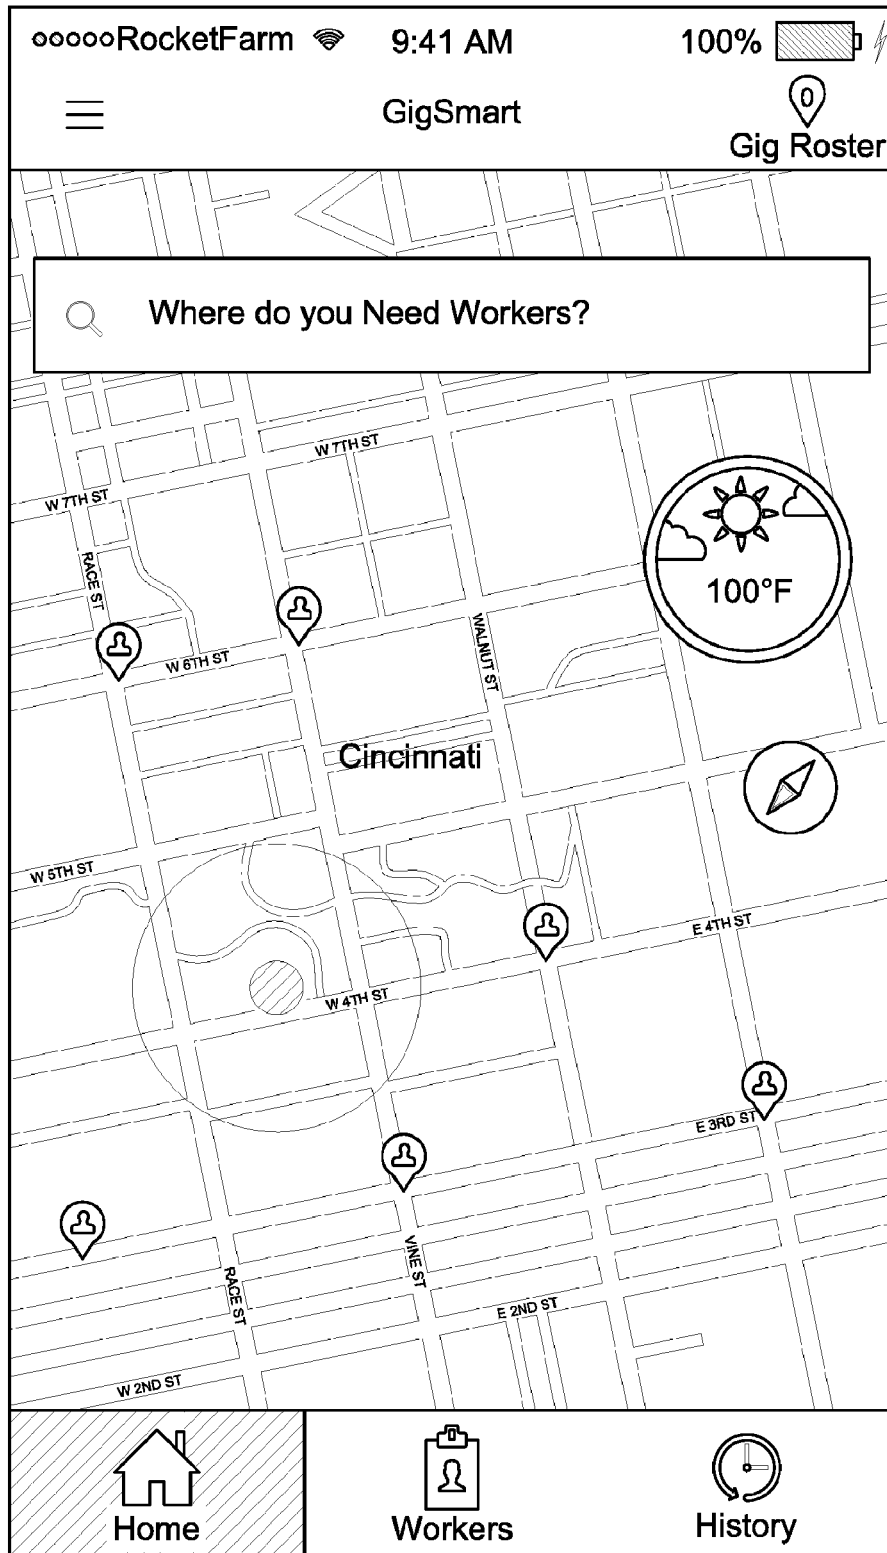 RocketFarm 9:41 AM 100%
GigSmart
0
Gig Roster
Where do you Need Workers?
W 7TH ST
W 7TH ST
RACE ST
100°F
WALNUT ST
W 6TH ST
Cincinnati
W 5TH ST
E 4TH ST
W 4TH ST
E 3RD ST
VINE ST
RACE ST
E 2ND ST
W 2ND ST
Home Workers History